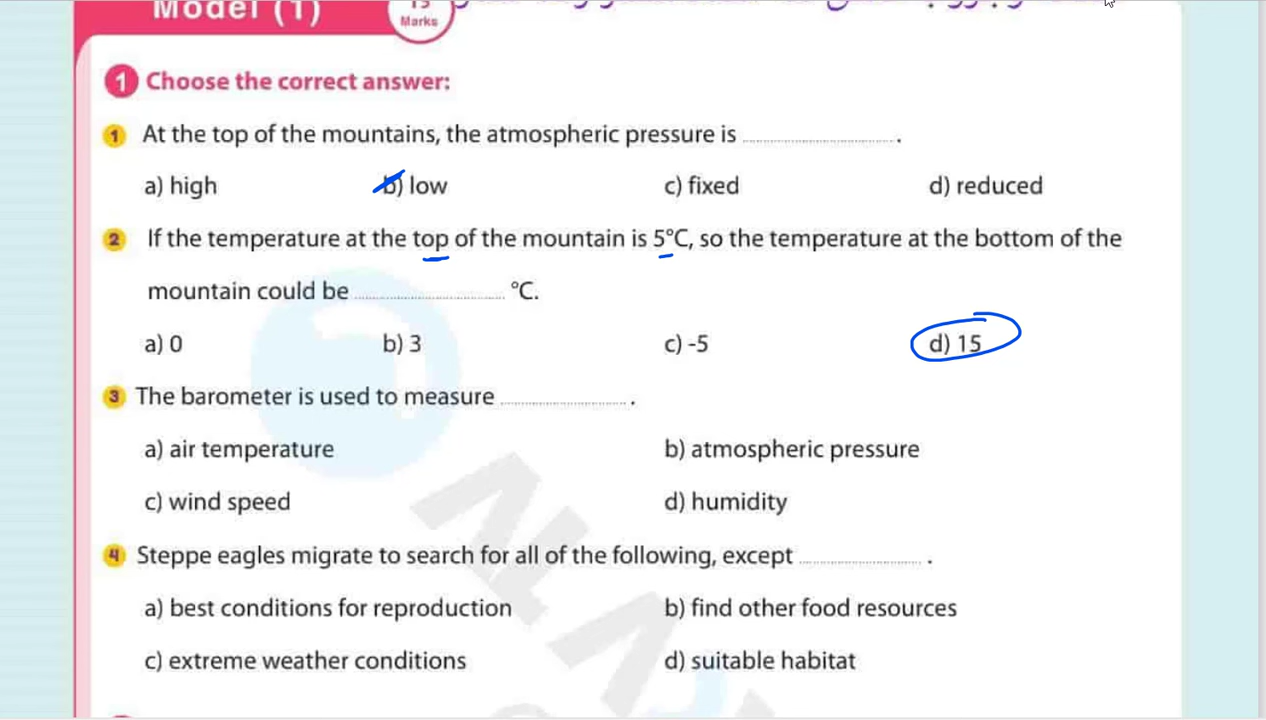 Model (1)
15
Marks
1 Choose the correct answer:
1 At the top of the mountains, the atmospheric pressure is .............................. .
a) high b) low c) fixed d) reduced
2 If the temperature at the top of the mountain is 5°C, so the temperature at the bottom of the
mountain could be .............................. °C.
a) 0 b) 3 c) -5 d) 15
3 The barometer is used to measure .............................. .
a) air temperature b) atmospheric pressure
c) wind speed d) humidity
4 Steppe eagles migrate to search for all of the following, except .............................. .
a) best conditions for reproduction b) find other food resources
c) extreme weather conditions d) suitable habitat